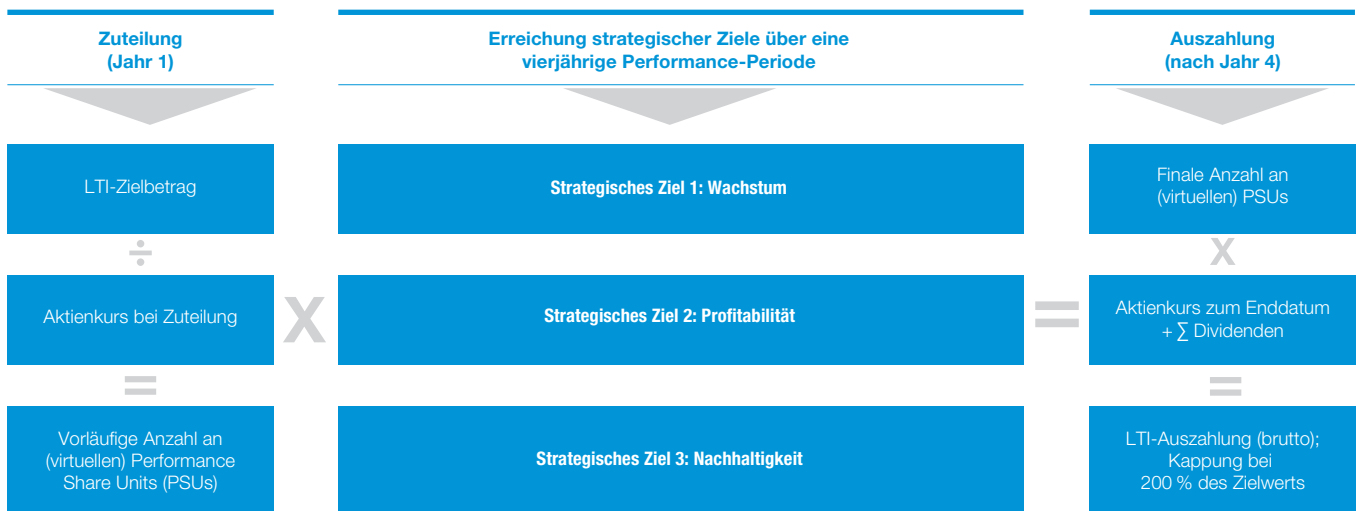 Zuteilung
(Jahr 1)
LTI-Zielbetrag
÷
Aktienkurs bei Zuteilung
=
Vorläufige Anzahl an
(virtuellen) Performance
Share Units (PSUs)
X
Erreichung strategischer Ziele über eine
vierjährige Performance-Periode
Strategisches Ziel 1: Wachstum
Strategisches Ziel 2: Profitabilität
Strategisches Ziel 3: Nachhaltigkeit
=
Auszahlung
(nach Jahr 4)
Finale Anzahl an
(virtuellen) PSUs
X
Aktienkurs zum Enddatum
+ ∑ Dividenden
=
LTI-Auszahlung (brutto);
Kappung bei
200 % des Zielwerts